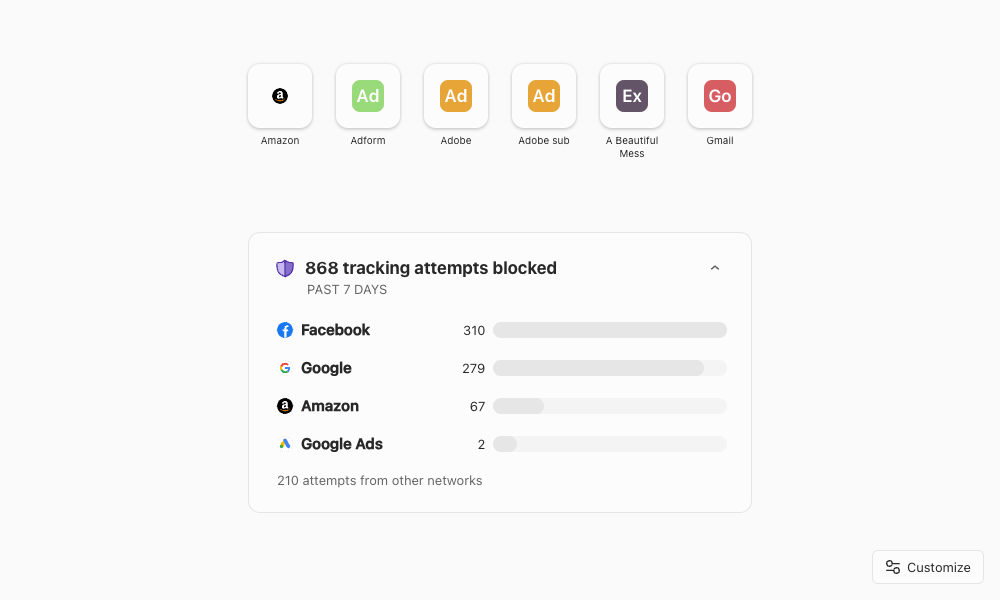 Ad
Ad
Ad
Ex
Go
Amazon
Adform
Adobe
Adobe sub
A Beautiful
Mess
Gmail
868 tracking attempts blocked
PAST 7 DAYS
Facebook 310
Google 279
Amazon 67
Google Ads 2
210 attempts from other networks
Customize